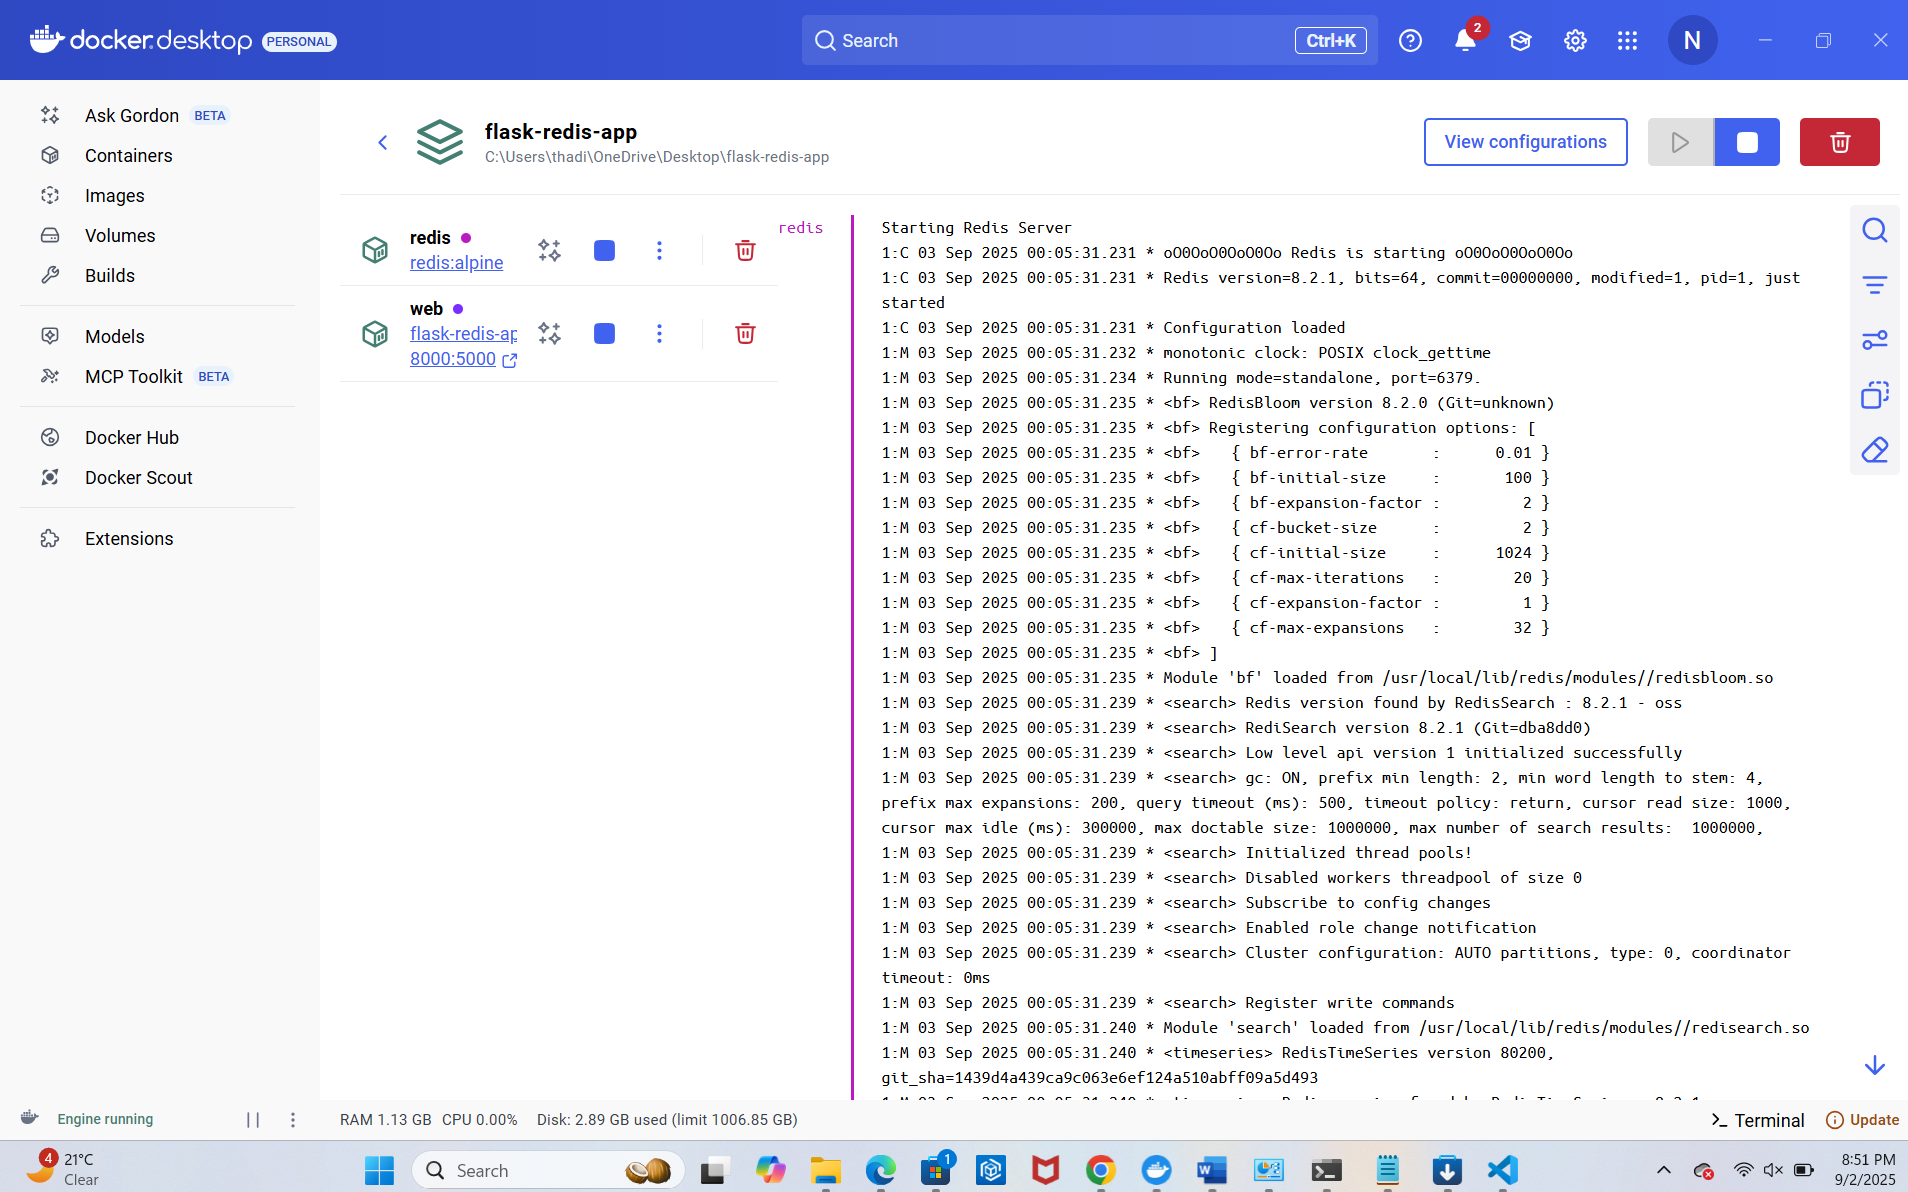 docker.desktop PERSONAL
Search
Ctrl+K
2
N
Ask Gordon BETA
Containers
Images
Volumes
Builds
Models
MCP Toolkit BETA
Docker Hub
Docker Scout
Extensions
flask-redis-app
C:\Users\thadi\OneDrive\Desktop\flask-redis-app
View configurations
redis
redis:alpine
web
flask-redis-ap
8000:5000
redis
Starting Redis Server
1:C 03 Sep 2025 00:05:31.231 * oO0OoO0OoO0Oo Redis is starting oO0OoO0OoO0Oo
1:C 03 Sep 2025 00:05:31.231 * Redis version=8.2.1, bits=64, commit=00000000, modified=1, pid=1, just
started
1:C 03 Sep 2025 00:05:31.231 * Configuration loaded
1:M 03 Sep 2025 00:05:31.232 * monotonic clock: POSIX clock_gettime
1:M 03 Sep 2025 00:05:31.234 * Running mode=standalone, port=6379.
1:M 03 Sep 2025 00:05:31.235 * <bf> RedisBloom version 8.2.0 (Git=unknown)
1:M 03 Sep 2025 00:05:31.235 * <bf> Registering configuration options: [
1:M 03 Sep 2025 00:05:31.235 * <bf> { bf-error-rate : 0.01 }
1:M 03 Sep 2025 00:05:31.235 * <bf> { bf-initial-size : 100 }
1:M 03 Sep 2025 00:05:31.235 * <bf> { bf-expansion-factor : 2 }
1:M 03 Sep 2025 00:05:31.235 * <bf> { cf-bucket-size : 2 }
1:M 03 Sep 2025 00:05:31.235 * <bf> { cf-initial-size : 1024 }
1:M 03 Sep 2025 00:05:31.235 * <bf> { cf-max-iterations : 20 }
1:M 03 Sep 2025 00:05:31.235 * <bf> { cf-expansion-factor : 1 }
1:M 03 Sep 2025 00:05:31.235 * <bf> { cf-max-expansions : 32 }
1:M 03 Sep 2025 00:05:31.235 * <bf> ]
1:M 03 Sep 2025 00:05:31.235 * Module 'bf' loaded from /usr/local/lib/redis/modules//redisbloom.so
1:M 03 Sep 2025 00:05:31.239 * <search> Redis version found by RedisSearch : 8.2.1 - oss
1:M 03 Sep 2025 00:05:31.239 * <search> RediSearch version 8.2.1 (Git=dba8dd0)
1:M 03 Sep 2025 00:05:31.239 * <search> Low level api version 1 initialized successfully
1:M 03 Sep 2025 00:05:31.239 * <search> gc: ON, prefix min length: 2, min word length to stem: 4,
prefix max expansions: 200, query timeout (ms): 500, timeout policy: return, cursor read size: 1000,
cursor max idle (ms): 300000, max doctable size: 1000000, max number of search results:  1000000,
1:M 03 Sep 2025 00:05:31.239 * <search> Initialized thread pools!
1:M 03 Sep 2025 00:05:31.239 * <search> Disabled workers threadpool of size 0
1:M 03 Sep 2025 00:05:31.239 * <search> Subscribe to config changes
1:M 03 Sep 2025 00:05:31.239 * <search> Enabled role change notification
1:M 03 Sep 2025 00:05:31.239 * <search> Cluster configuration: AUTO partitions, type: 0, coordinator
timeout: 0ms
1:M 03 Sep 2025 00:05:31.239 * <search> Register write commands
1:M 03 Sep 2025 00:05:31.240 * Module 'search' loaded from /usr/local/lib/redis/modules//redisearch.so
1:M 03 Sep 2025 00:05:31.240 * <timeseries> RedisTimeSeries version 80200,
git_sha=1439d4a439ca9c063e6ef124a510abff09a5d493
Engine running
RAM 1.13 GB CPU 0.00% Disk: 2.89 GB used (limit 1006.85 GB)
Terminal
Update
4
21°C
Clear
Search
1
8:51 PM
9/2/2025